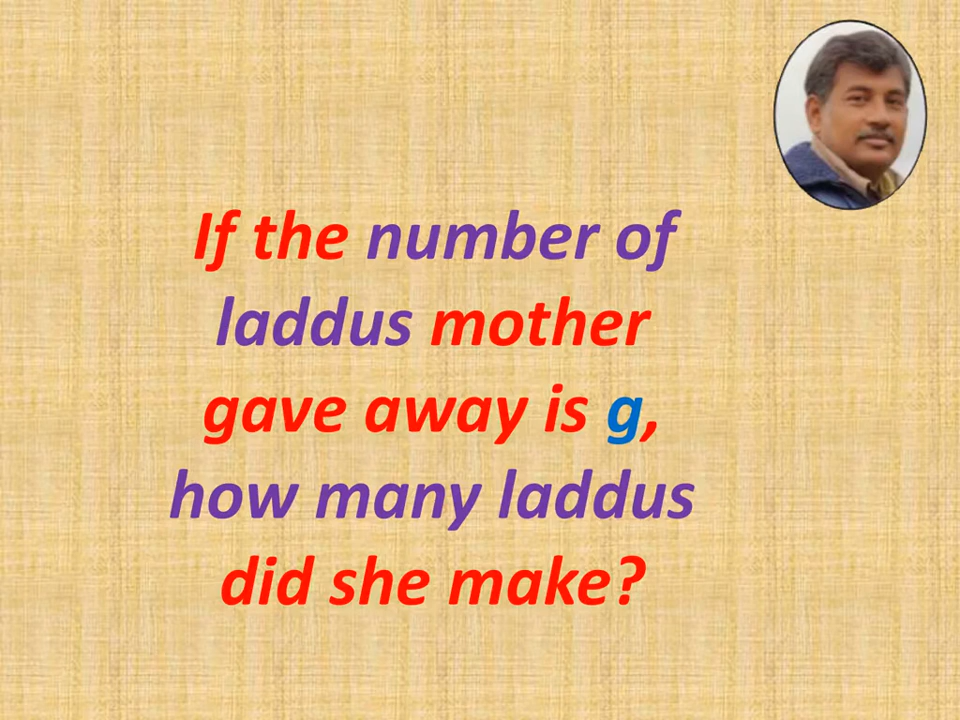 If the number of
laddus mother
gave away is g,
how many laddus
did she make?